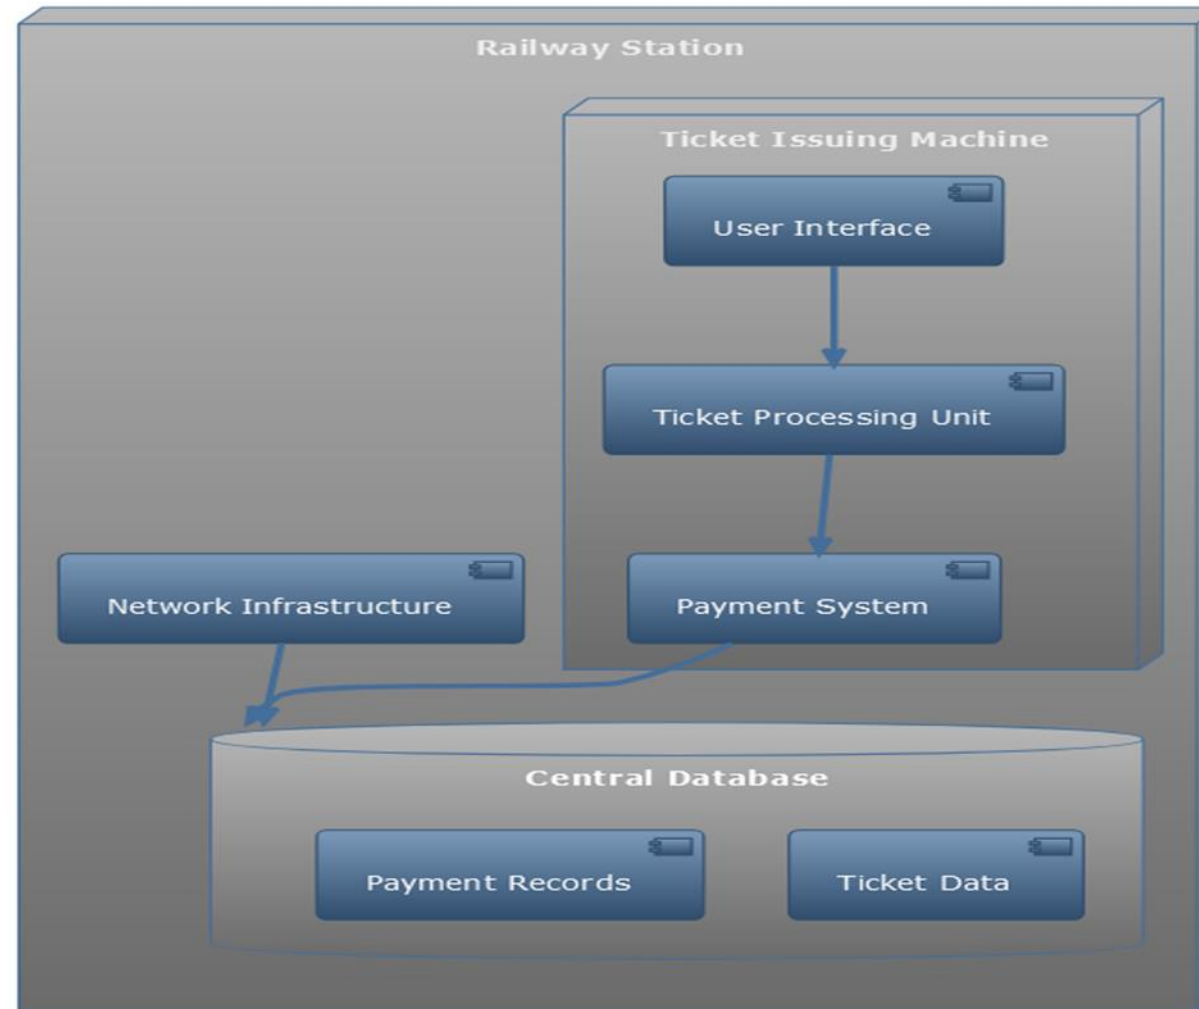 Railway Station
Ticket Issuing Machine
User Interface
Ticket Processing Unit
Network Infrastructure
Payment System
Central Database
Payment Records
Ticket Data